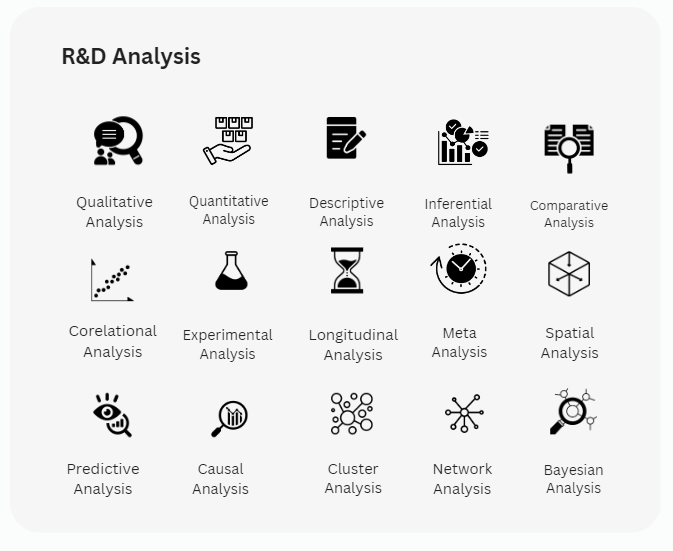 R&D Analysis
Qualitative
Analysis
Quantitative
Analysis
Descriptive
Analysis
Inferential
Analysis
Comparative
Analysis
Corelational
Analysis
Experimental
Analysis
Longitudinal
Analysis
Meta
Analysis
Spatial
Analysis
Predictive
Analysis
Causal
Analysis
Cluster
Analysis
Network
Analysis
Bayesian
Analysis